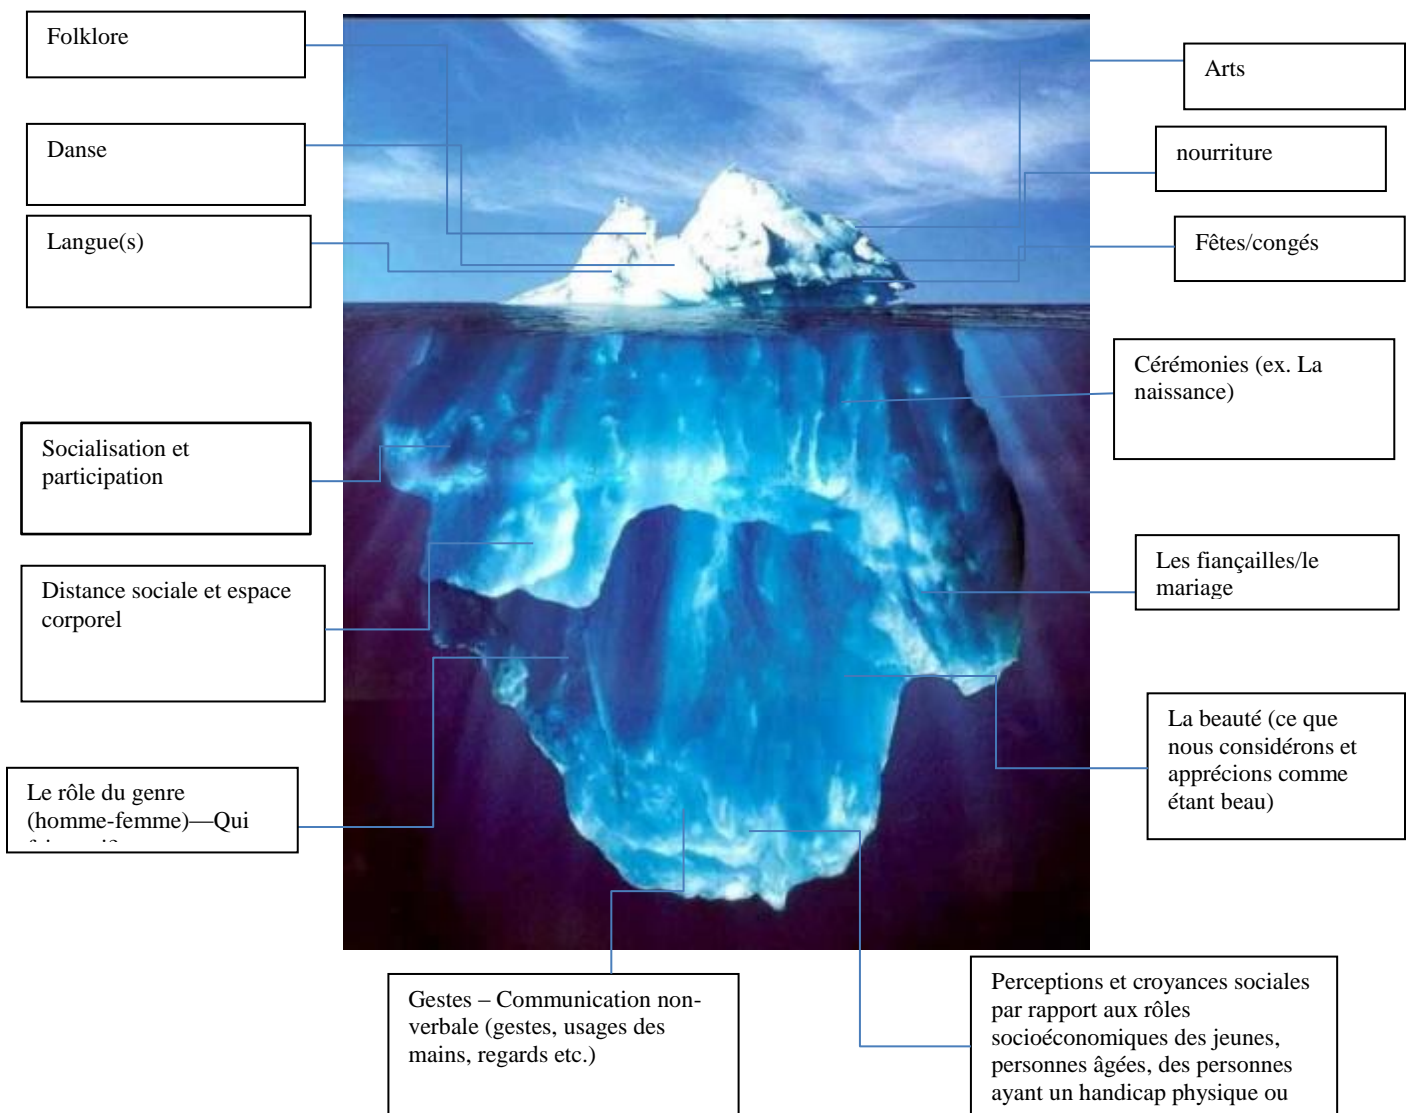 Folklore
Arts
Danse
nourriture
Langue(s)
Fêtes/congés
Cérémonies (ex. La
naissance)
Socialisation et
participation
Les fiançailles/le
mariage
Distance sociale et espace
corporel
La beauté (ce que
nous considérons et
apprécions comme
étant beau)
Le rôle du genre
(homme-femme)—Qui
Gestes – Communication non-
verbale (gestes, usages des
mains, regards etc.)
Perceptions et croyances sociales
par rapport aux rôles
socioéconomiques des jeunes,
personnes âgées, des personnes
ayant un handicap physique ou